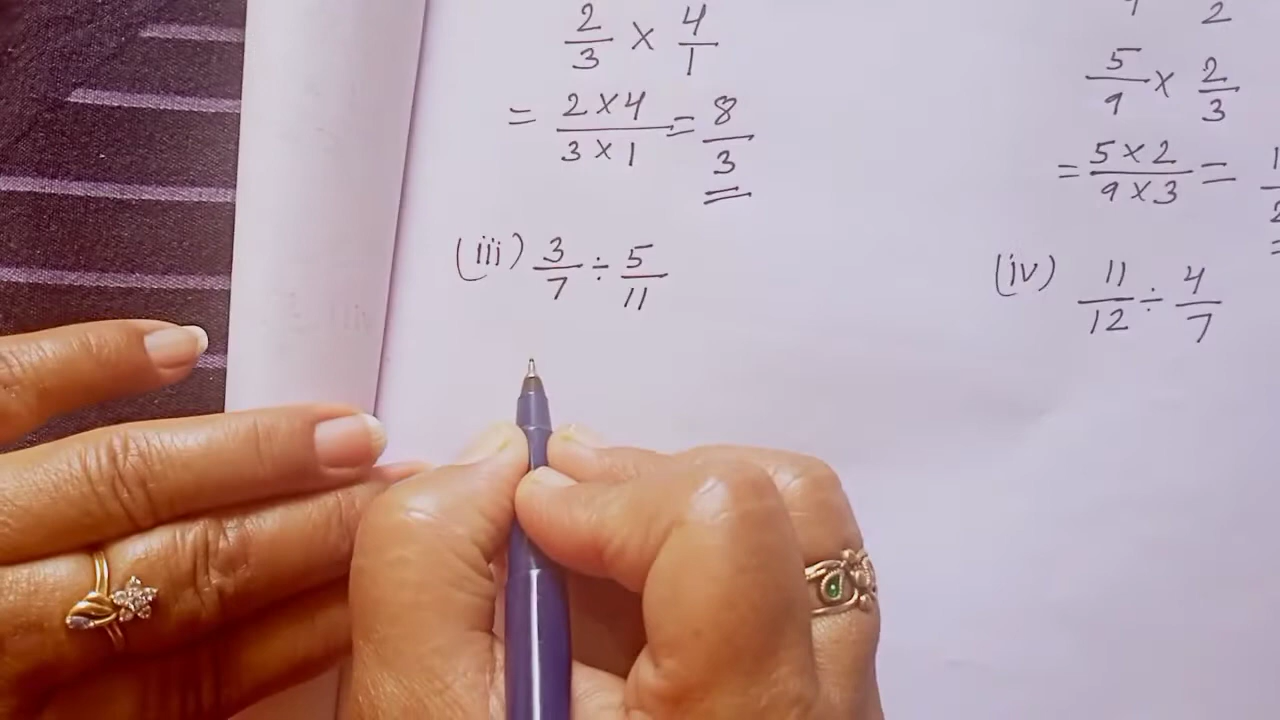 2/3 × 4/1
= 2×4/3×1 = 8/3
(iii) 3/7 ÷ 5/11
2
5/9 × 2/3
= 5×2/9×3 =
(iv) 11/12 ÷ 4/7